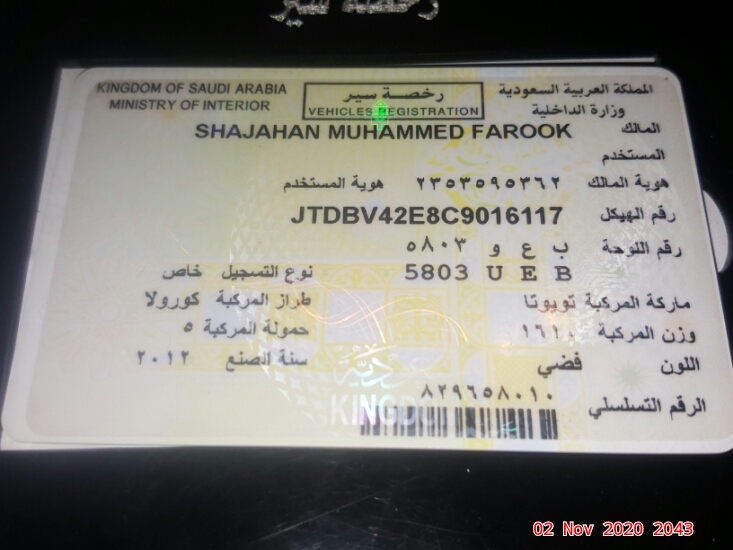 رخصة سير
KINGDOM OF SAUDI ARABIA رخصة سير المملكة العربية السعودية
MINISTRY OF INTERIOR VEHICLES REGISTRATION وزارة الداخلية
المالك SHAJAHAN MUHAMMED FAROOK
المستخدم
هوية المالك ٢٣٥٣٥٩٥٣٦٢ هوية المستخدم
رقم الهيكل JTDBV42E8C9016117
رقم اللوحة ب ع و ٥٨٠٣
5803 U E B نوع التسجيل خاص
ماركة المركبة تويوتا طراز المركبة كورولا
وزن المركبة ١٦١٠ حمولة المركبة ٥
اللون فضي سنة الصنع ٢٠١٢
الرقم التسلسلي ٨٢٩٦٥٨٠١٠
KINGDO
02 Nov 2020 2043